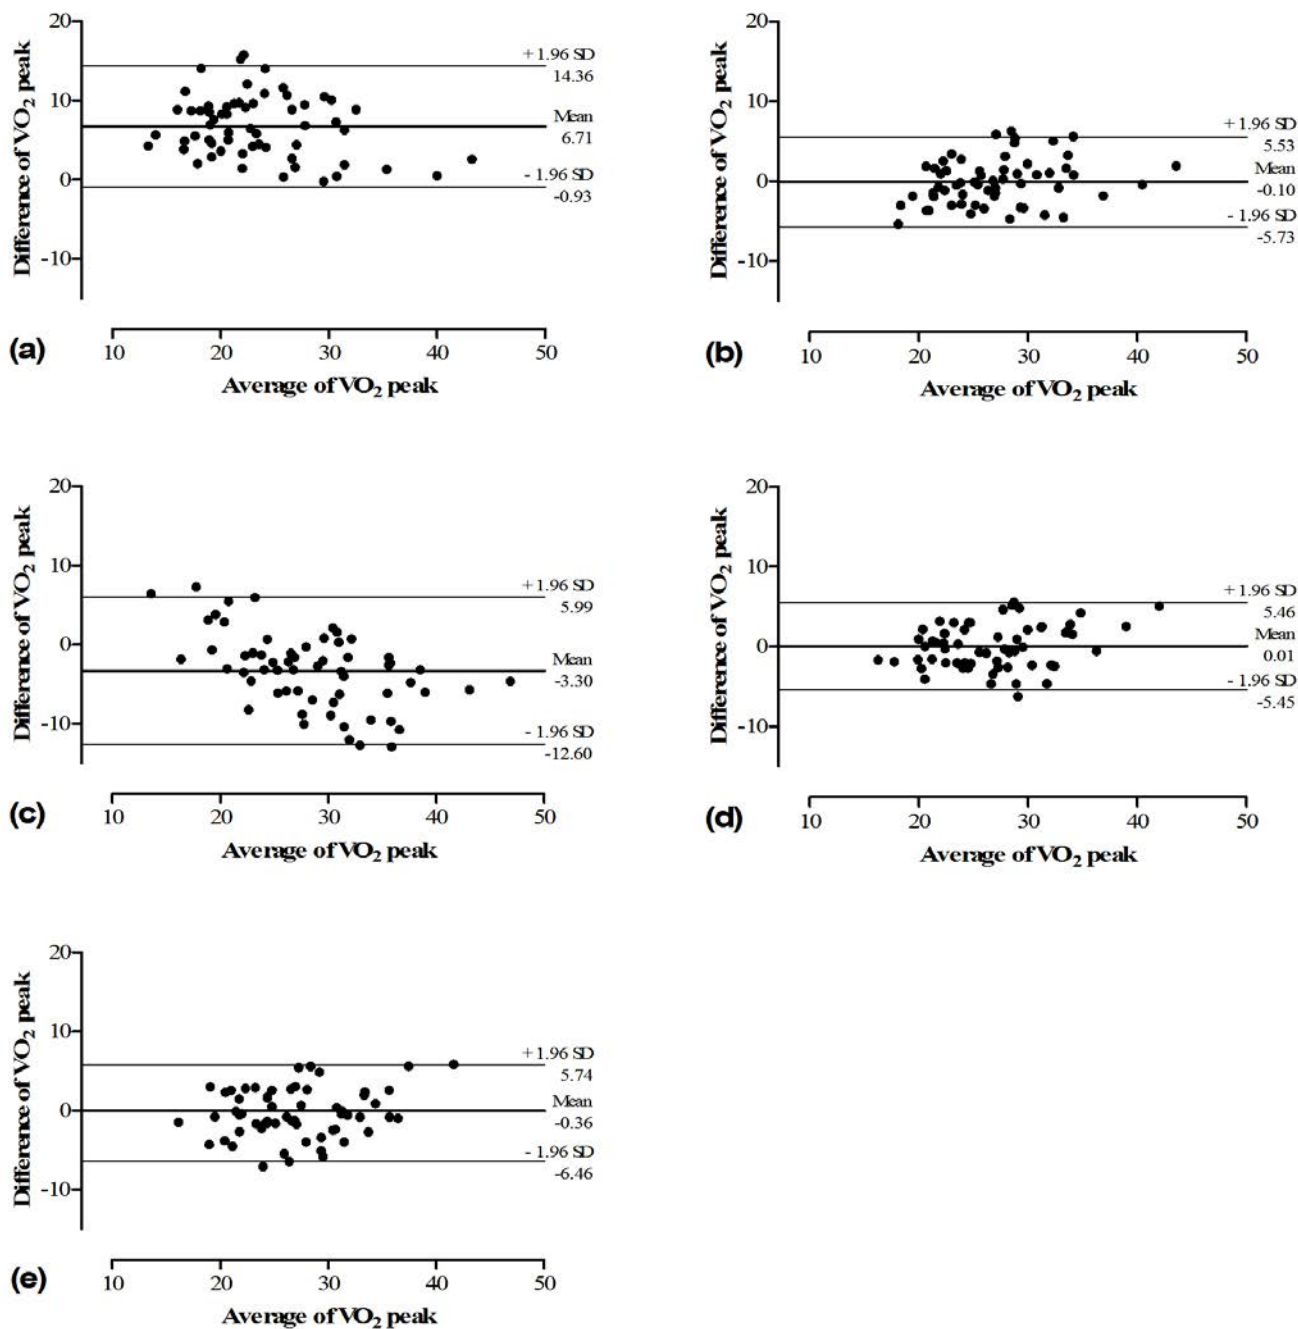 20
10
0
-10
Difference of VO2 peak
+1.96 SD
14.36
Mean
6.71
- 1.96 SD
-0.93
10 20 30 40 50
Average of VO2 peak
(a)
20
10
0
-10
Difference of VO2 peak
+1.96 SD
5.53
Mean
-0.10
- 1.96 SD
-5.73
10 20 30 40 50
Average of VO2 peak
(b)
20
10
0
-10
Difference of VO2 peak
+1.96 SD
5.99
Mean
-3.30
- 1.96 SD
-12.60
10 20 30 40 50
Average of VO2 peak
(c)
20
10
0
-10
Difference of VO2 peak
+1.96 SD
5.46
Mean
0.01
- 1.96 SD
-5.45
10 20 30 40 50
Average of VO2 peak
(d)
20
10
0
-10
Difference of VO2 peak
+1.96 SD
5.74
Mean
-0.36
- 1.96 SD
-6.46
10 20 30 40 50
Average of VO2 peak
(e)